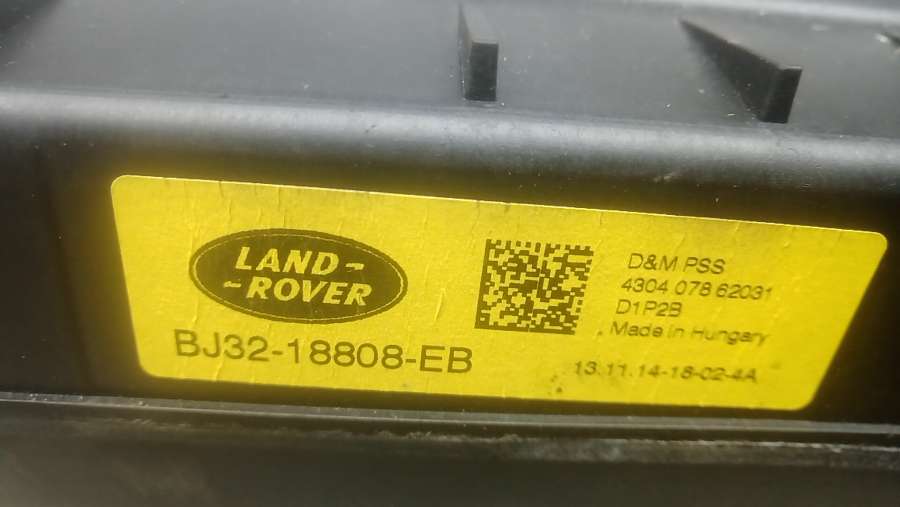 LAND-
-ROVER
BJ32-18808-EB
D&M PSS
4304 078 62031
D1P2B
Made in Hungary
13.11.14-18-02-4A